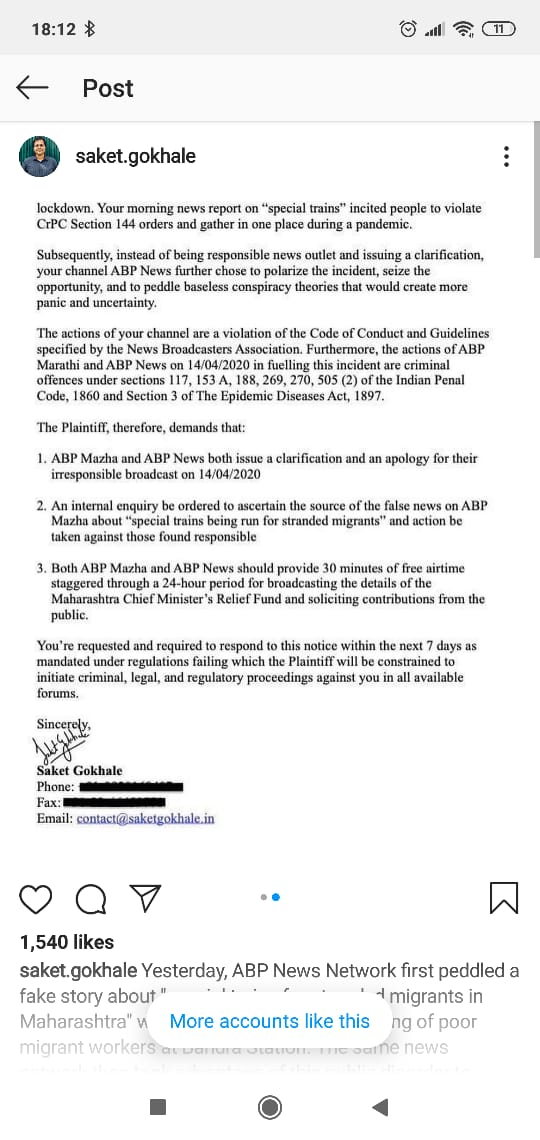 18:12
11
Post
saket.gokhale
lockdown. Your morning news report on “special trains” incited people to violate
CrPC Section 144 orders and gather in one place during a pandemic.
Subsequently, instead of being responsible news outlet and issuing a clarification,
your channel ABP News further chose to polarize the incident, seize the
opportunity, and to peddle baseless conspiracy theories that would create more
panic and uncertainty.
The actions of your channel are a violation of the Code of Conduct and Guidelines
specified by the News Broadcasters Association. Furthermore, the actions of ABP
Marathi and ABP News on 14/04/2020 in fuelling this incident are criminal
offences under sections 117, 153 A, 188, 269, 270, 505 (2) of the Indian Penal
Code, 1860 and Section 3 of The Epidemic Diseases Act, 1897.
The Plaintiff, therefore, demands that:
1. ABP Mazha and ABP News both issue a clarification and an apology for their
irresponsible broadcast on 14/04/2020
2. An internal enquiry be ordered to ascertain the source of the false news on ABP
Mazha about “special trains being run for stranded migrants” and action be
taken against those found responsible
3. Both ABP Mazha and ABP News should provide 30 minutes of free airtime
staggered through a 24-hour period for broadcasting the details of the
Maharashtra Chief Minister’s Relief Fund and soliciting contributions from the
public.
You’re requested and required to respond to this notice within the next 7 days as
mandated under regulations failing which the Plaintiff will be constrained to
initiate criminal, legal, and regulatory proceedings against you in all available
forums.
Sincerely,
Saket Gokhale
Saket Gokhale
Phone:
Fax:
Email: contact@saketgokhale.in
1,540 likes
saket.gokhale Yesterday, ABP News Network first peddled a
fake story about migrants in
Maharashtra" of poor
More accounts like this
migrant workers at Bandra Station. The same news